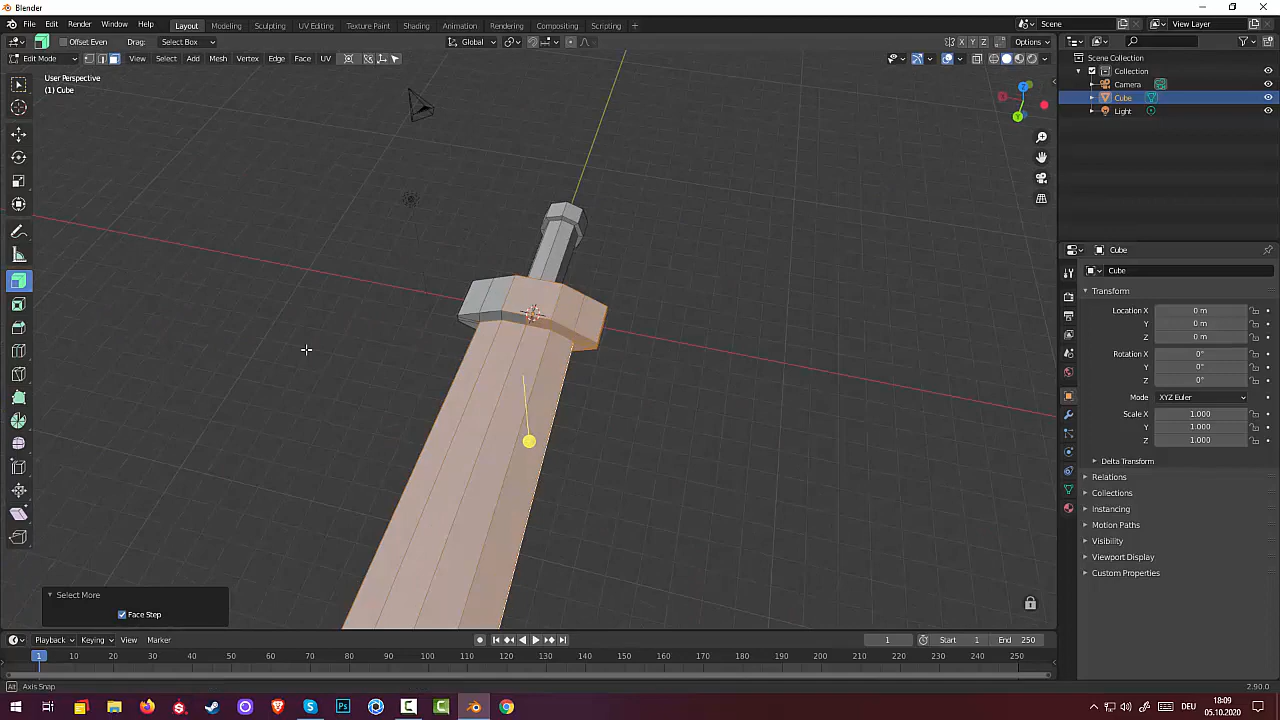 Blender
File Edit Render Window Help Layout Modeling Sculpting UV Editing Texture Paint Shading Animation Rendering Compositing Scripting + Scene View Layer
Offset Even Drag: Select Box Global X Y Z Options
Edit Mode View Select Add Mesh Vertex Edge Face UV
User Perspective
(1) Cube
Scene Collection
Collection
Camera
Cube
Light
Z
Y
Cube
Cube
Transform
Location X 0 m
Y 0 m
Z 0 m
Rotation X 0°
Y 0°
Z 0°
Mode XYZ Euler
Scale X 1.000
Y 1.000
Z 1.000
Delta Transform
Relations
Collections
Instancing
Motion Paths
Visibility
Viewport Display
Custom Properties
Select More
Face Step
Playback Keying View Marker 1 Start 1 End 250
1 10 20 30 40 50 60 70 80 90 100 110 120 130 140 150 160 170 180 190 200 210 220 230 240 250
Axis Snap 2.90.0
DEU 18:09
05.10.2020